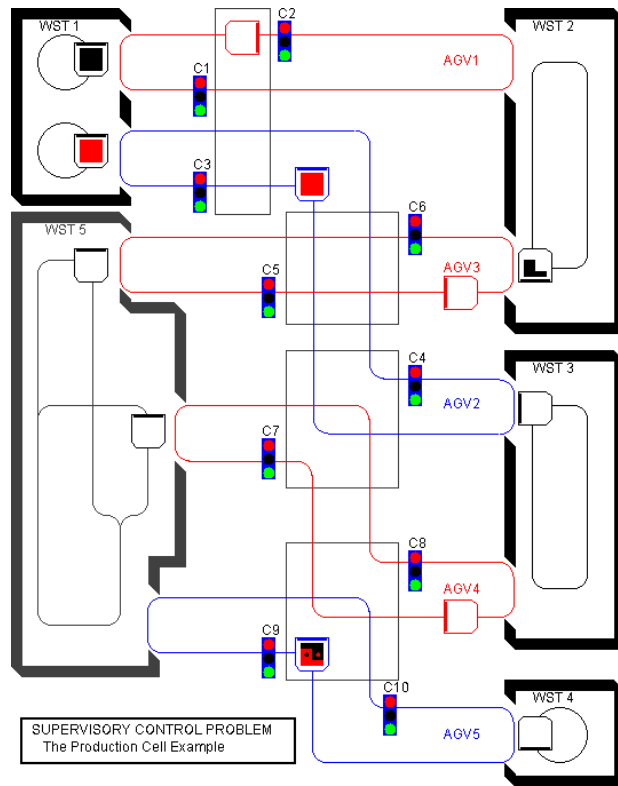 WST 1
C2
WST 2
C1
AGV1
C3
C6
WST 5
C5
AGV3
C4
WST 3
AGV2
C7
C8
AGV4
C9
C10
WST 4
AGV5
SUPERVISORY CONTROL PROBLEM
The Production Cell Example